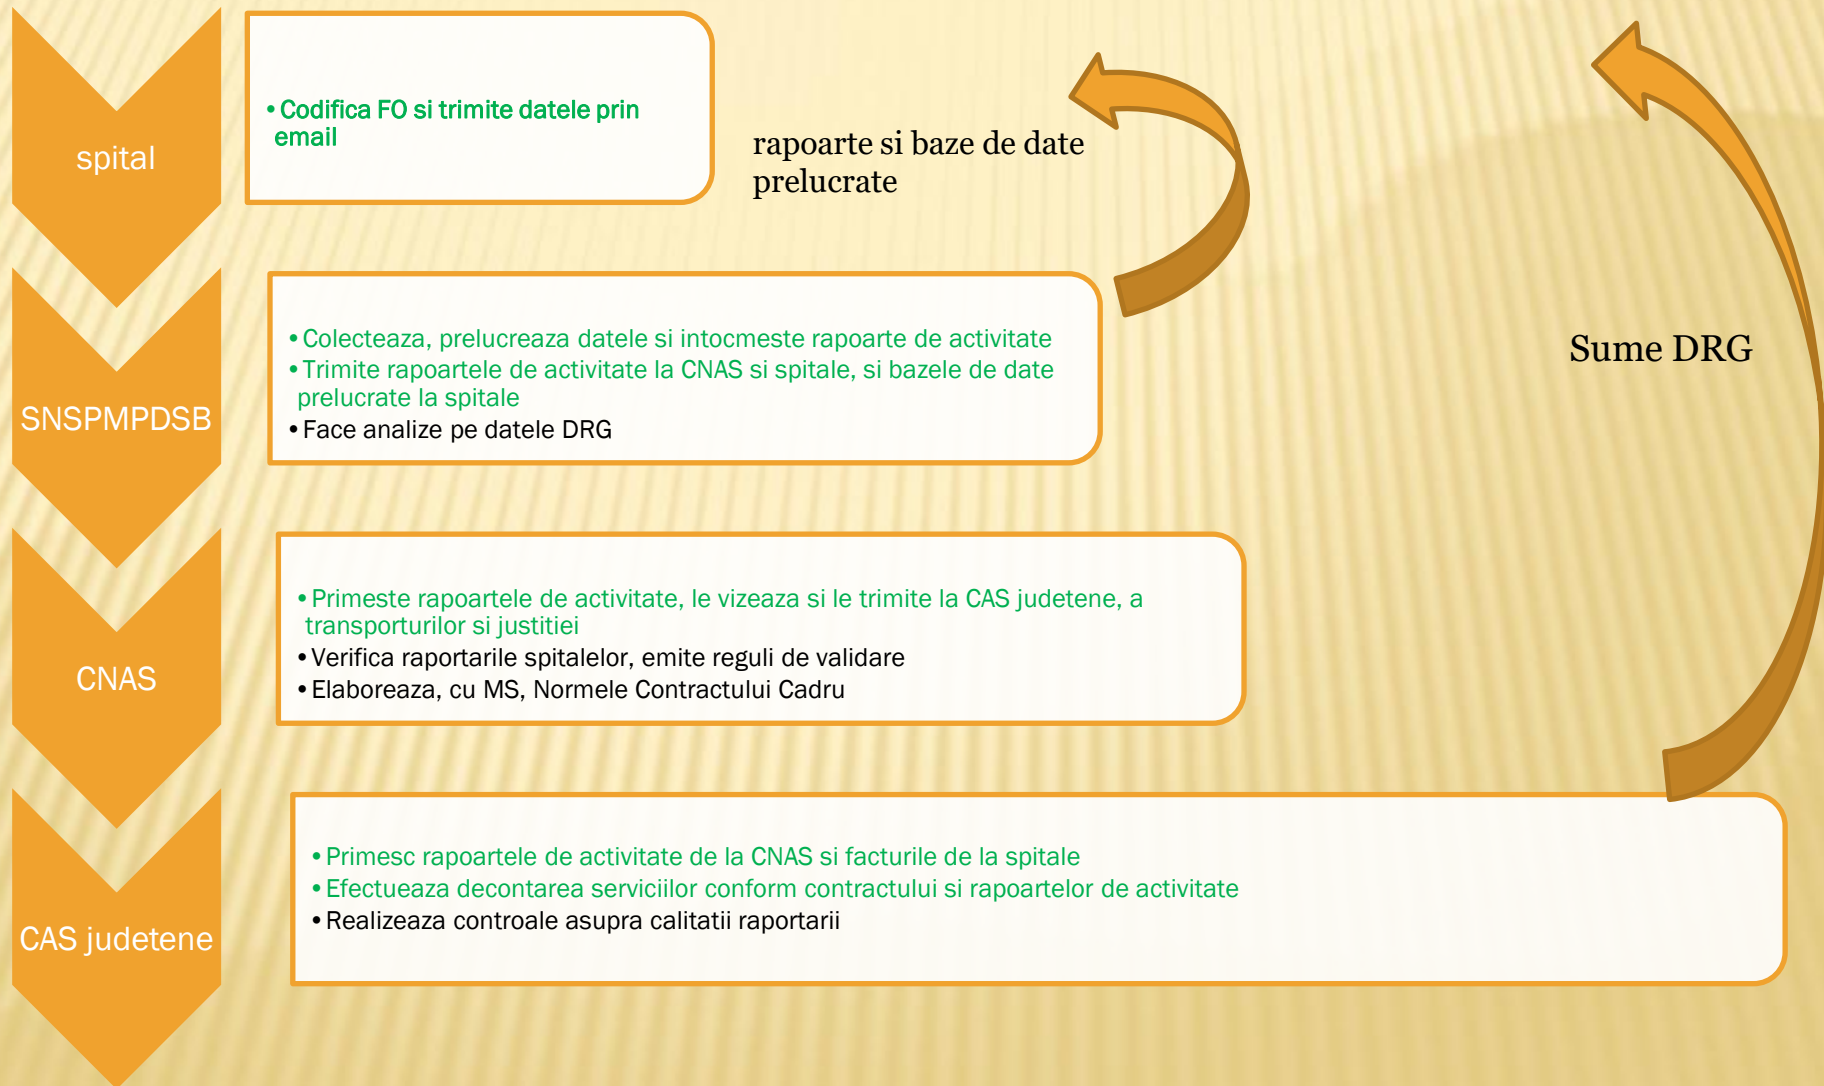 spital
• Codifica FO si trimite datele prin
email
rapoarte si baze de date
prelucrate
SNSPMPDSB
• Colecteaza, prelucreaza datele si intocmeste rapoarte de activitate
• Trimite rapoartele de activitate la CNAS si spitale, si bazele de date
prelucrate la spitale
• Face analize pe datele DRG
Sume DRG
CNAS
• Primeste rapoartele de activitate, le vizeaza si le trimite la CAS judetene, a
transporturilor si justitiei
• Verifica raportarile spitalelor, emite reguli de validare
• Elaboreaza, cu MS, Normele Contractului Cadru
CAS judetene
• Primesc rapoartele de activitate de la CNAS si facturile de la spitale
• Efectueaza decontarea serviciilor conform contractului si rapoartelor de activitate
• Realizeaza controale asupra calitatii raportarii